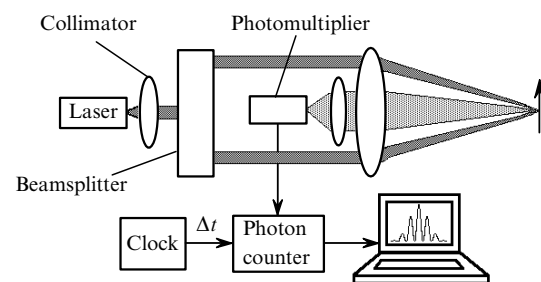 Collimator
Photomultiplier
Laser
Beamsplitter
Δt
Clock
Photon
counter